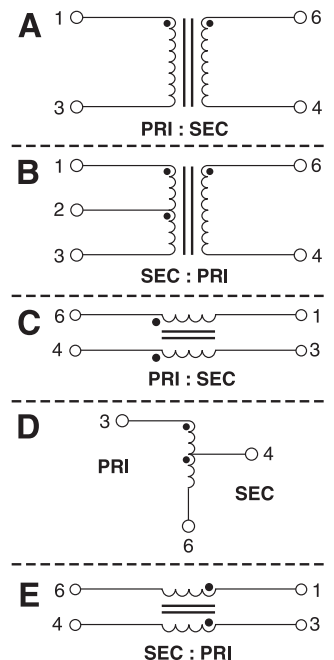 A
1 6
3 4
PRI : SEC
B
1 6
2
3 4
SEC : PRI
C
6 1
4 3
PRI : SEC
D
3
4
PRI
SEC
6
E
6 1
4 3
SEC : PRI